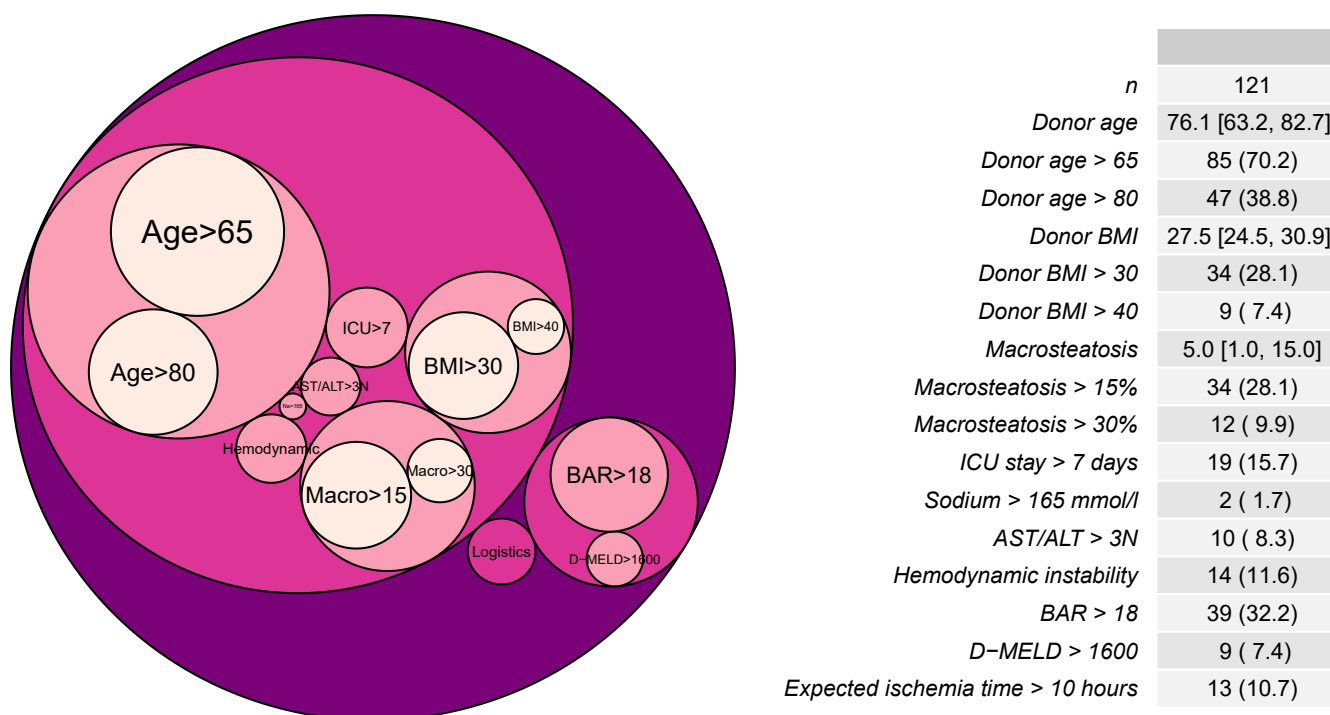 Age>65
Age>80
ICU>7
BMI>40
BMI>30
AST/ALT>3N
Na>165
Hemodynamic
Macro>30
Macro>15
BAR>18
Logistics
D−MELD>1600
n 121
Donor age 76.1 [63.2, 82.7]
Donor age > 65 85 (70.2)
Donor age > 80 47 (38.8)
Donor BMI 27.5 [24.5, 30.9]
Donor BMI > 30 34 (28.1)
Donor BMI > 40 9 ( 7.4)
Macrosteatosis 5.0 [1.0, 15.0]
Macrosteatosis > 15% 34 (28.1)
Macrosteatosis > 30% 12 ( 9.9)
ICU stay > 7 days 19 (15.7)
Sodium > 165 mmol/l 2 ( 1.7)
AST/ALT > 3N 10 ( 8.3)
Hemodynamic instability 14 (11.6)
BAR > 18 39 (32.2)
D−MELD > 1600 9 ( 7.4)
Expected ischemia time > 10 hours 13 (10.7)